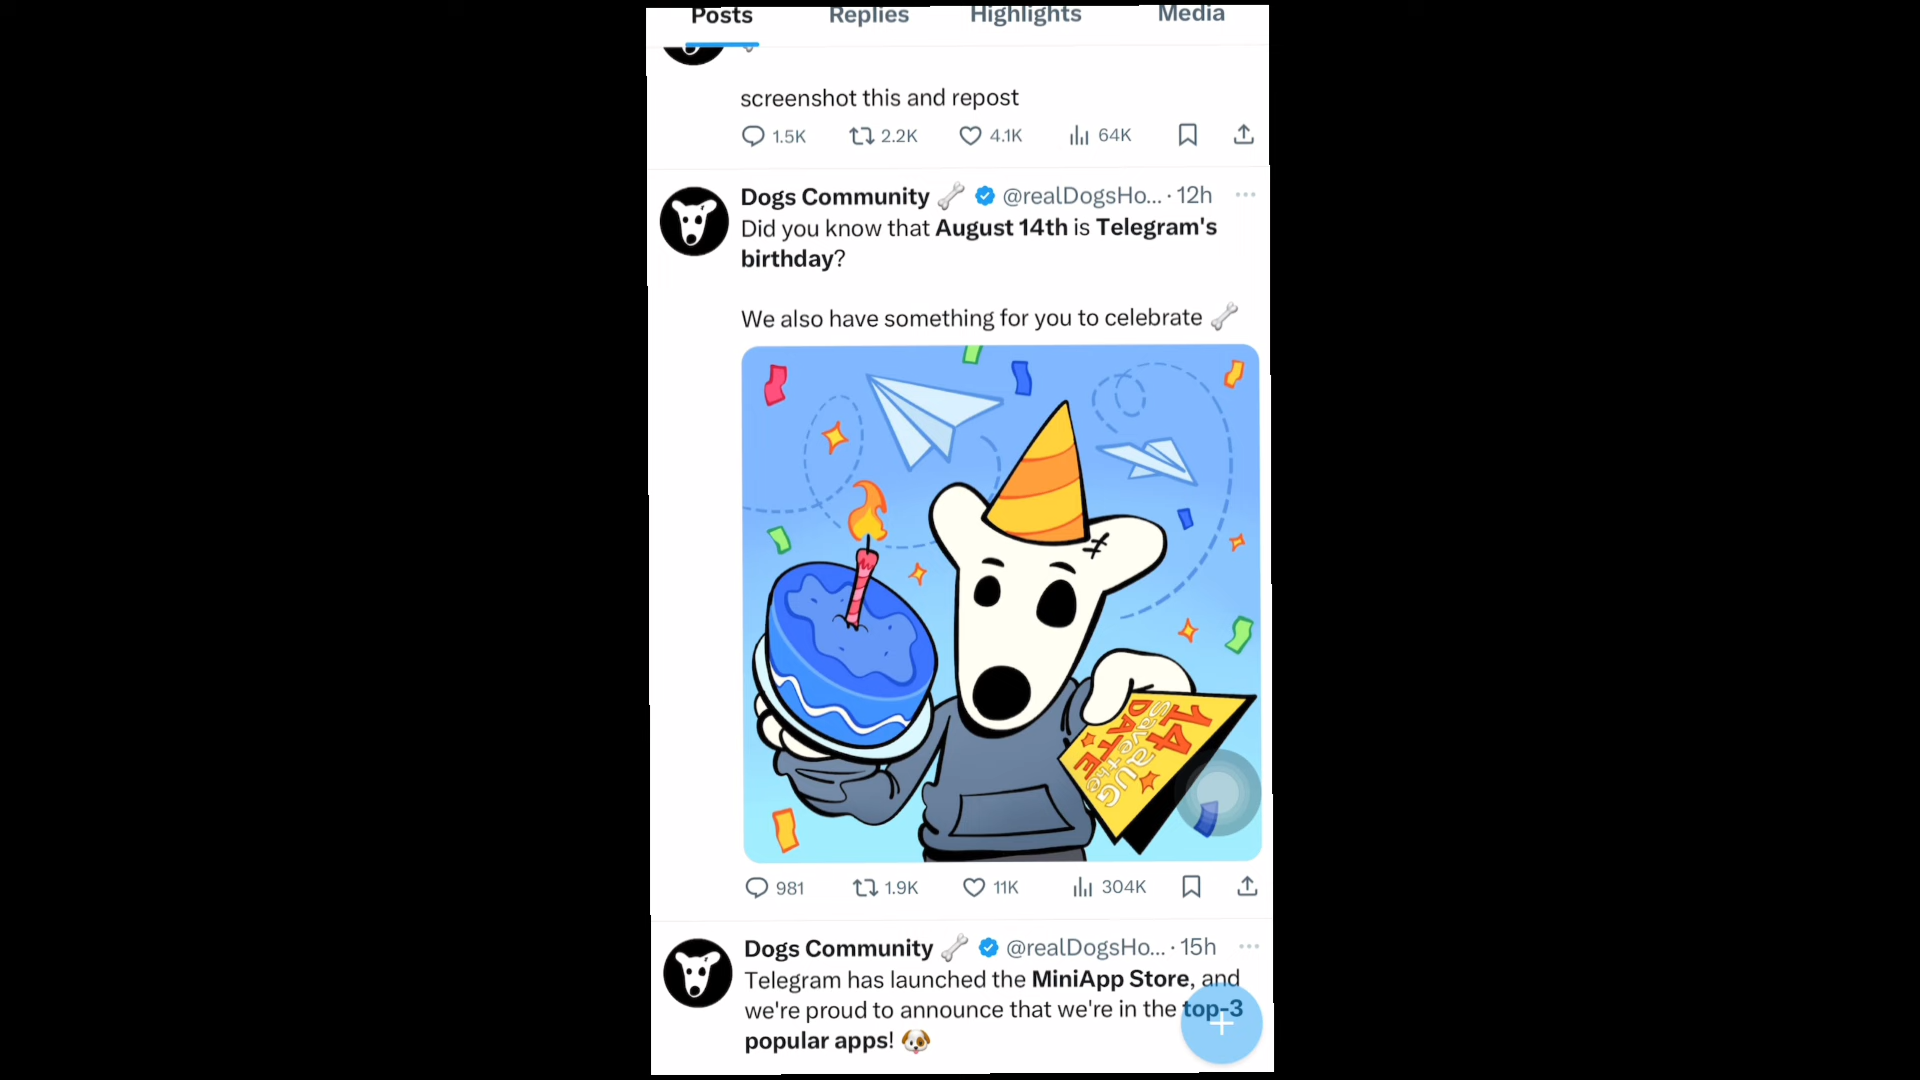 Posts Replies Highlights Media
screenshot this and repost
1.5K 2.2K 4.1K 64K
Dogs Community @realDogsHo... · 12h
Did you know that August 14th is Telegram's
birthday?
We also have something for you to celebrate
14 aug
Save the
DATE
981 1.9K 11K 304K
Dogs Community @realDogsHo... · 15h
Telegram has launched the MiniApp Store, and
we're proud to announce that we're in the top-3
popular apps!